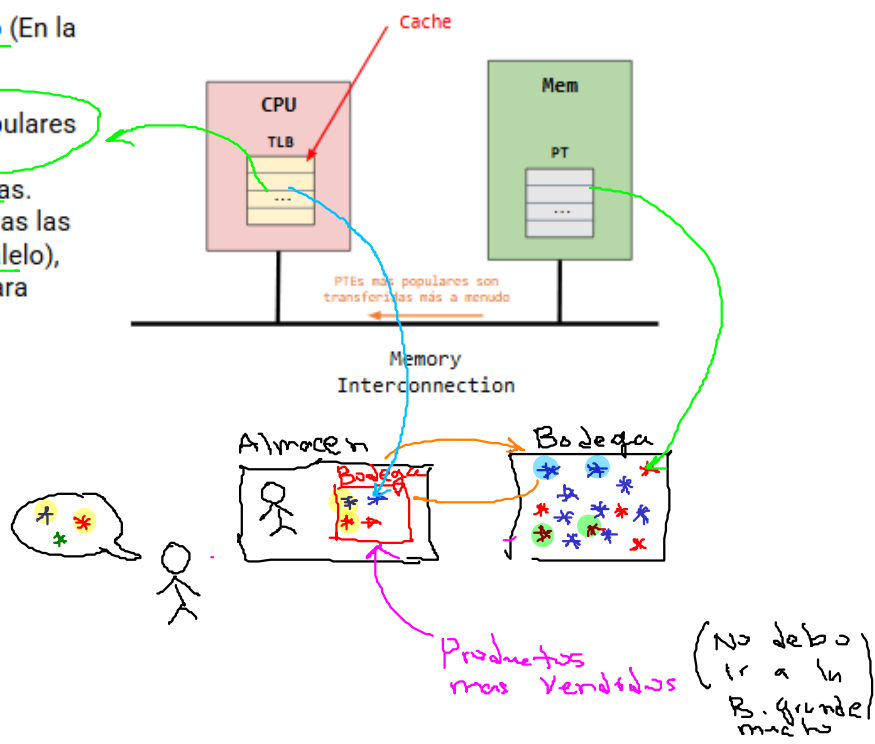 (En la
pulares
as.
as las
lelo),
ara
Cache
CPU
TLB
...
Mem
PT
...
PTEs más populares son
transferidas más a menudo
Memory
Interconnection
Almacen
Bodega
Bodega
Productos
mas vendidos
(No debo
ir a la
B. grande
mucho)